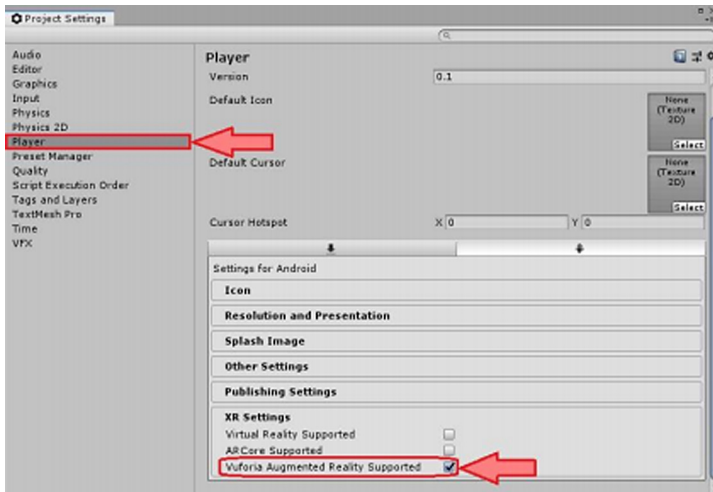 Project Settings
Audio
Editor
Graphics
Input
Physics
Physics 2D
Player
Preset Manager
Quality
Script Execution Order
Tags and Layers
TextMesh Pro
Time
VFX
Player
Version 0.1
Default Icon
None
(Texture
2D)
Select
Default Cursor
None
(Texture
2D)
Select
Cursor Hotspot X 0 Y 0
Settings for Android
Icon
Resolution and Presentation
Splash Image
Other Settings
Publishing Settings
XR Settings
Virtual Reality Supported
ARCore Supported
Vuforia Augmented Reality Supported